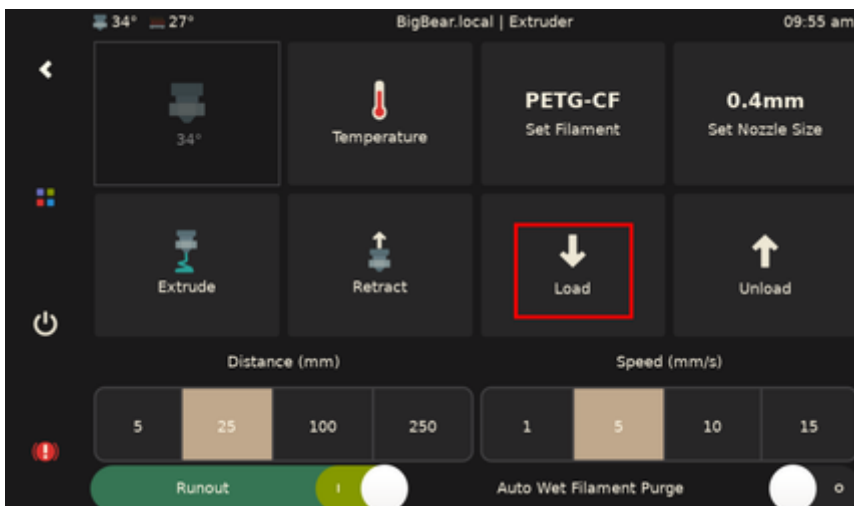 34° 27° BigBear.local | Extruder 09:55 am
34°
Temperature
PETG-CF
Set Filament
0.4mm
Set Nozzle Size
Extrude
Retract
Load
Unload
Distance (mm) Speed (mm/s)
5 25 100 250 1 5 10 15
Runout I Auto Wet Filament Purge O